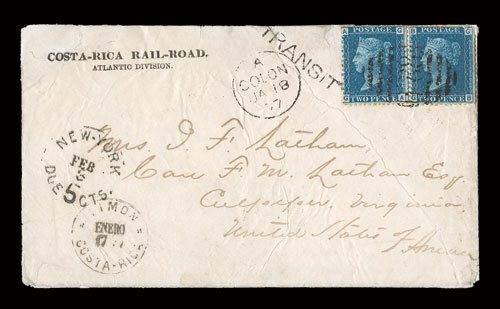 COSTA-RICA RAIL-ROAD.
ATLANTIC DIVISION.
TRANSIT
A
COLON
JA 18
77
POSTAGE
TWO PENCE
POSTAGE
TWO PENCE
NEW-YORK
FEB
6
DUE 5 CTS.
LIMON
ENERO
17
COSTA-RICA
Mrs. D. F. Latham,
Care F. M. Latham Esq
Culpeper, Virginia
United States of America